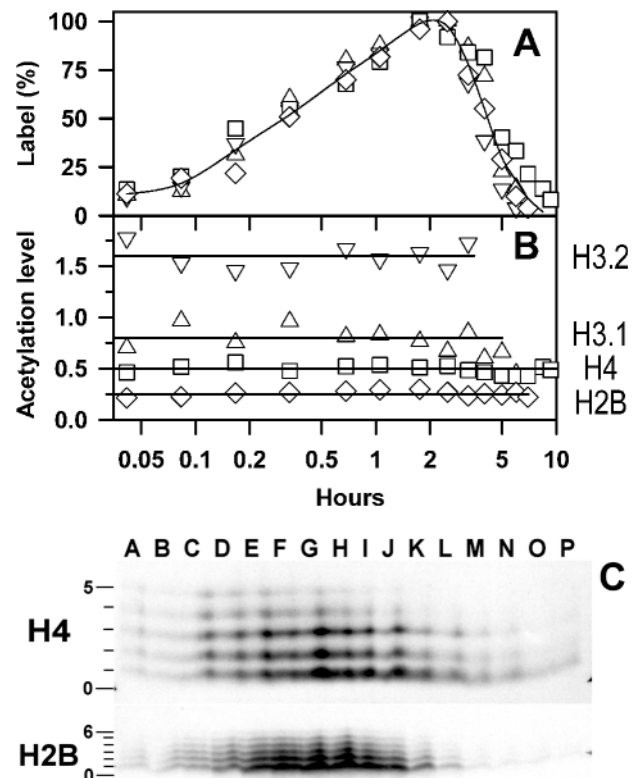 100
A
75
Label (%)
50
25
0
B
H3.2
1.5
Acetylation level
1.0
H3.1
0.5
H4
H2B
0.0
0.05 0.1 0.2 0.5 1 2 5 10
Hours
A B C D E F G H I J K L M N O P
C
5
H4
0
6
H2B
0